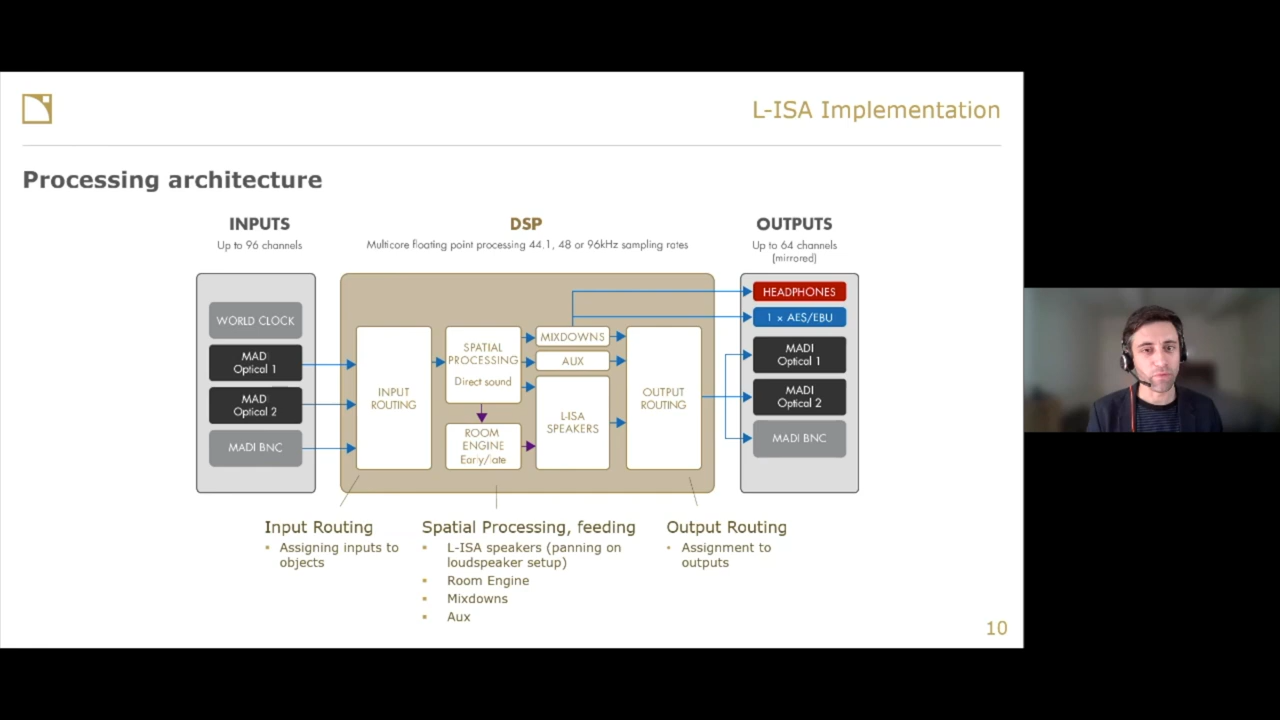 L-ISA Implementation
Processing architecture
INPUTS
Up to 96 channels
DSP
Multicore floating point processing 44.1, 48 or 96kHz sampling rates
OUTPUTS
Up to 64 channels
(mirrored)
WORLD CLOCK
MAD
Optical 1
MAD
Optical 2
MADI BNC
INPUT
ROUTING
SPATIAL
PROCESSING
Direct sound
ROOM
ENGINE
Early/late
MIXDOWNS
AUX
L-ISA
SPEAKERS
OUTPUT
ROUTING
HEADPHONES
1 × AES/EBU
MADI
Optical 1
MADI
Optical 2
MADI BNC
Input Routing
• Assigning inputs to
objects
Spatial Processing, feeding
▪ L-ISA speakers (panning on
loudspeaker setup)
▪ Room Engine
▪ Mixdowns
▪ Aux
Output Routing
• Assignment to
outputs
10